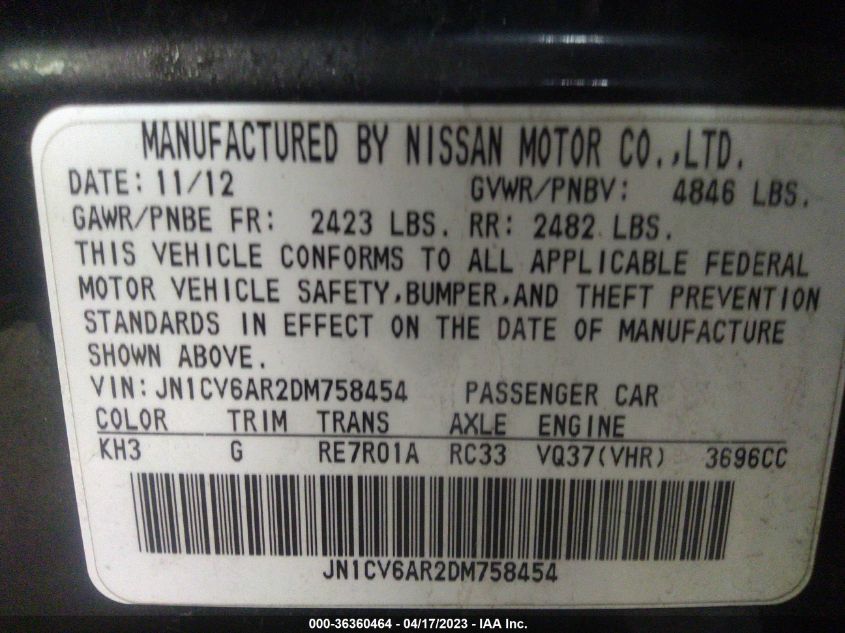 MANUFACTURED BY NISSAN MOTOR CO.,LTD.
DATE: 11/12 GVWR/PNBV: 4846 LBS.
GAWR/PNBE FR: 2423 LBS. RR: 2482 LBS.
THIS VEHICLE CONFORMS TO ALL APPLICABLE FEDERAL
MOTOR VEHICLE SAFETY,BUMPER,AND THEFT PREVENTION
STANDARDS IN EFFECT ON THE DATE OF MANUFACTURE
SHOWN ABOVE.
VIN: JN1CV6AR2DM758454 PASSENGER CAR
COLOR TRIM TRANS AXLE ENGINE
KH3 G RE7R01A RC33 VQ37(VHR) 3696CC
JN1CV6AR2DM758454
000-36360464 - 04/17/2023 - IAA Inc.